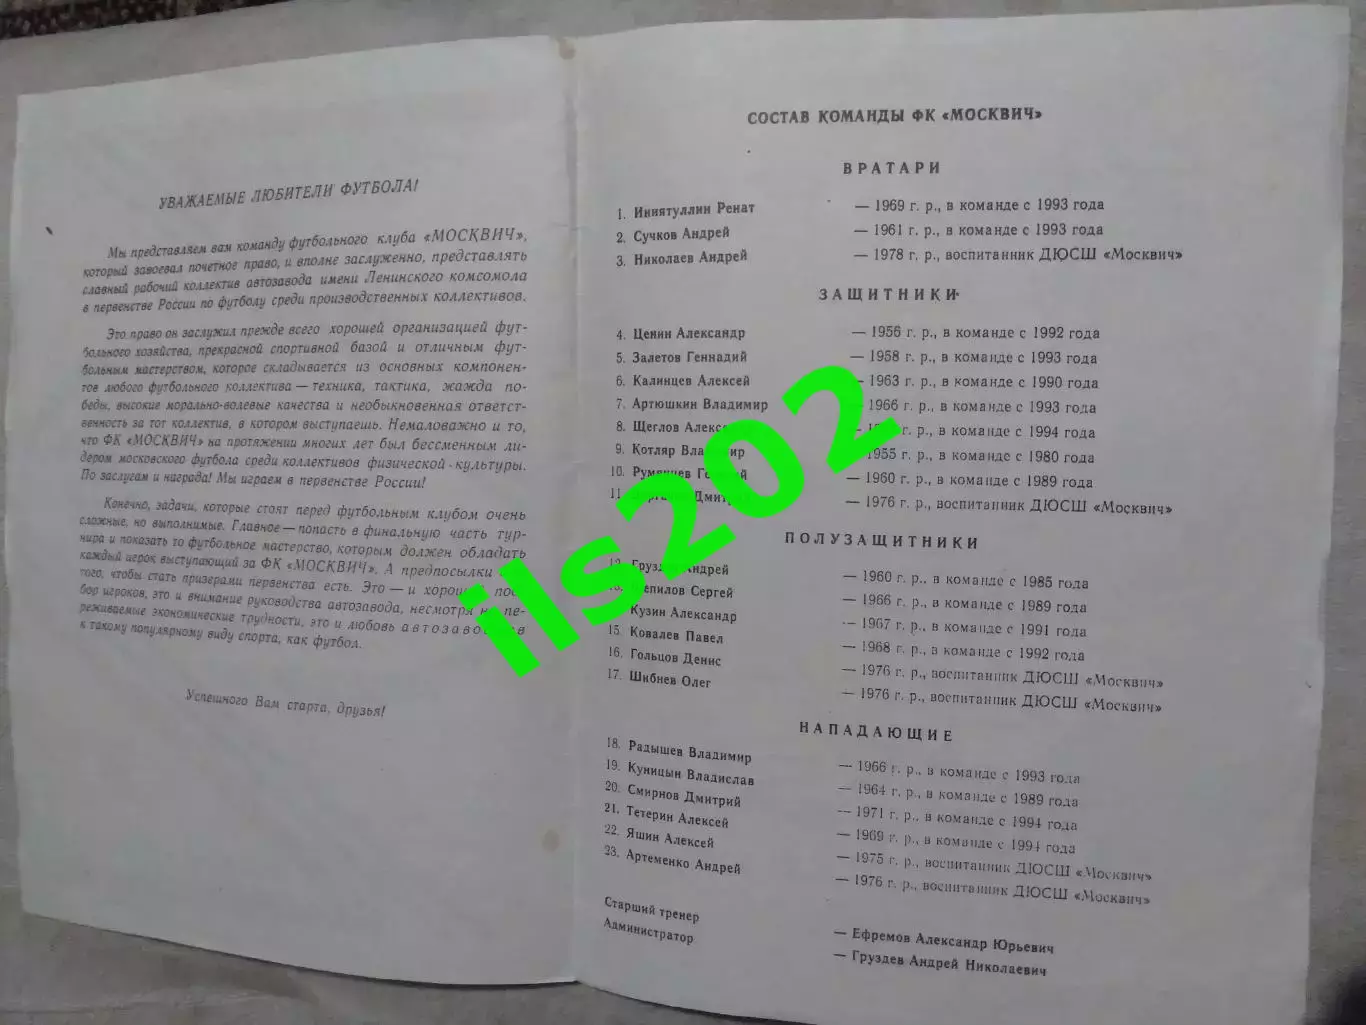 УВАЖАЕМЫЕ ЛЮБИТЕЛИ ФУТБОЛА!
Мы представляем вам команду футбольного клуба «МОСКВИЧ»,
который завоевал почетное право, и вполне заслуженно, представлять
славный рабочий коллектив автозавода имени Ленинского комсомола
в первенстве России по футболу среди производственных коллективов.
Это право он заслужил прежде всего хорошей организацией фут-
больного хозяйства, прекрасной спортивной базой и отличным фут-
больным мастерством, которое складывается из основных компонен-
тов любого футбольного коллектива — техника, тактика, жажда по-
беды, высокие морально-волевые качества и необыкновенная ответст-
венность за тот коллектив, в котором выступаешь. Немаловажно и то,
что ФК «МОСКВИЧ» на протяжении многих лет был бессменным ли-
дером московского футбола среди коллективов физической культуры.
По заслугам и награда! Мы играем в первенстве России!
Конечно, задачи, которые стоят перед футбольным клубом очень
сложные, но выполнимые. Главное — попасть в финальную часть тур-
нира и показать то футбольное мастерство, которым должен обладать
каждый игрок выступающий за ФК «МОСКВИЧ». А предпосылки
того, чтобы стать призерами первенства есть. Это — и хороший под-
бор игроков, это и внимание руководства автозавода, несмотря на пе-
реживаемые экономические трудности, это и любовь автозаводцев
к такому популярному виду спорта, как футбол.
Успешного Вам старта, друзья!
СОСТАВ КОМАНДЫ ФК «МОСКВИЧ»
ВРАТАРИ
1. Иниятуллин Ренат — 1969 г. р., в команде с 1993 года
2. Сучков Андрей — 1961 г. р., в команде с 1993 года
3. Николаев Андрей — 1978 г. р., воспитанник ДЮСШ «Москвич»
ЗАЩИТНИКИ
4. Ценин Александр — 1956 г. р., в команде с 1992 года
5. Залетов Геннадий — 1958 г. р., в команде с 1993 года
6. Калинцев Алексей — 1963 г. р., в команде с 1990 года
7. Артюшкин Владимир — 1966 г. р., в команде с 1993 года
8. Щеглов г. р., в команде с 1994 года
9. Котляр Владимир 1955 г. р., в команде с 1980 года
10. Румянцев — 1960 г. р., в команде с 1989 года
11. Дмитрий — 1976 г. р., воспитанник ДЮСШ «Москвич»
ПОЛУЗАЩИТНИКИ
12. Груздев Андрей — 1960 г. р., в команде с 1985 года
Сергей — 1966 г. р., в команде с 1989 года
Кузин Александр — 1967 г. р., в команде с 1991 года
15. Ковалев Павел — 1968 г. р., в команде с 1992 года
16. Гольцов Денис — 1976 г. р., воспитанник ДЮСШ «Москвич»
17. Шибнев Олег — 1976 г. р., воспитанник ДЮСШ «Москвич»
НАПАДАЮЩИЕ
18. Радышев Владимир — 1966 г. р., в команде с 1993 года
19. Куницын Владислав — 1964 г. р., в команде с 1989 года
20. Смирнов Дмитрий — 1971 г. р., в команде с 1994 года
21. Тетерин Алексей — 1969 г. р., в команде с 1994 года
22. Яшин Алексей — 1975 г. р., воспитанник ДЮСШ «Москвич»
23. Артеменко Андрей — 1976 г. р., воспитанник ДЮСШ «Москвич»
Старший тренер — Ефремов Александр Юрьевич
Администратор — Груздев Андрей Николаевич
ils202